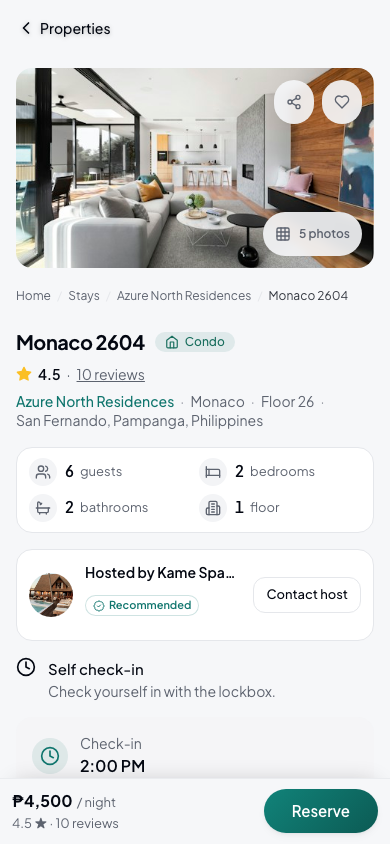 Properties
5 photos
Home / Stays / Azure North Residences / Monaco 2604
Monaco 2604 Condo
4.5 · 10 reviews
Azure North Residences · Monaco · Floor 26 ·
San Fernando, Pampanga, Philippines
6 guests 2 bedrooms
2 bathrooms 1 floor
Hosted by Kame Spa...
Recommended
Contact host
Self check-in
Check yourself in with the lockbox.
Check-in
2:00 PM
₱4,500 / night
4.5 ★ · 10 reviews
Reserve